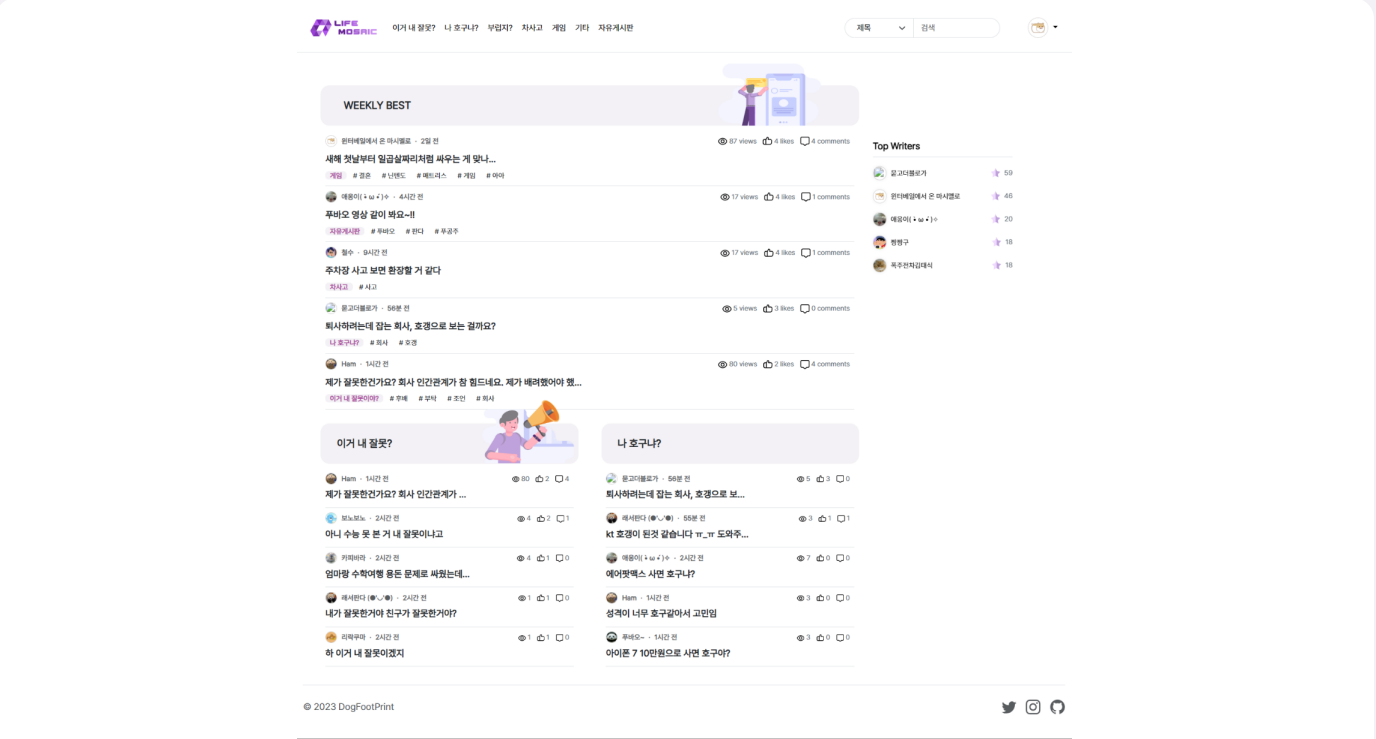 LIFE MOSAIC 이거 내 잘못? 나 호구냐? 부럽지? 차사고 게임 기타 자유게시판 제목 검색
WEEKLY BEST
윈터베일에서 온 마시멜로 · 2일 전 87 views 4 likes 4 comments
새해 첫날부터 일곱살짜리처럼 싸우는 게 맞나...
게임 # 결혼 # 닌텐도 # 매트리스 # 게임 # 아야
애옹이(•̀ ω •́)✧ · 4시간 전 17 views 4 likes 1 comments
푸바오 영상 같이 봐요~!!
자유게시판 # 푸바오 # 판다 # 푸공주
철수 · 9시간 전 17 views 4 likes 1 comments
주차장 사고 보면 환장할 거 같다
차사고 # 사고
묻고더블로가 · 56분 전 5 views 3 likes 0 comments
퇴사하려는데 잡는 회사, 호갱으로 보는 걸까요?
나 호구냐? # 회사 # 호갱
Ham · 1시간 전 80 views 2 likes 4 comments
제가 잘못한건가요? 회사 인간관계가 참 힘드네요. 제가 배려했어야 했...
이거 내 잘못이야? # 후배 # 부탁 # 조언 # 회사
Top Writers
묻고더블로가 59
윈터베일에서 온 마시멜로 46
애옹이(•̀ ω •́)✧ 20
짱짱구 18
폭주전차김대식 18
이거 내 잘못?
Ham · 1시간 전 80 2 4
제가 잘못한건가요? 회사 인간관계가 ...
보노보노 · 2시간 전 4 2 1
아니 수능 못 본 거 내 잘못이냐고
카피바라 · 2시간 전 4 1 0
엄마랑 수학여행 용돈 문제로 싸웠는데...
래서판다 (●'◡'●) · 2시간 전 1 1 0
내가 잘못한거야 친구가 잘못한거야?
리락쿠마 · 2시간 전 1 1 0
하 이거 내 잘못이겠지
나 호구냐?
묻고더블로가 · 56분 전 5 3 0
퇴사하려는데 잡는 회사, 호갱으로 보...
래서판다 (●'◡'●) · 55분 전 3 1 1
kt 호갱이 된것 같습니다 ㅠ_ㅠ 도와주...
애옹이(•̀ ω •́)✧ · 2시간 전 7 0 0
에어팟맥스 사면 호구냐?
Ham · 1시간 전 3 0 0
성격이 너무 호구같아서 고민임
푸바오~ · 1시간 전 3 0 0
아이폰 7 10만원으로 사면 호구야?
© 2023 DogFootPrint